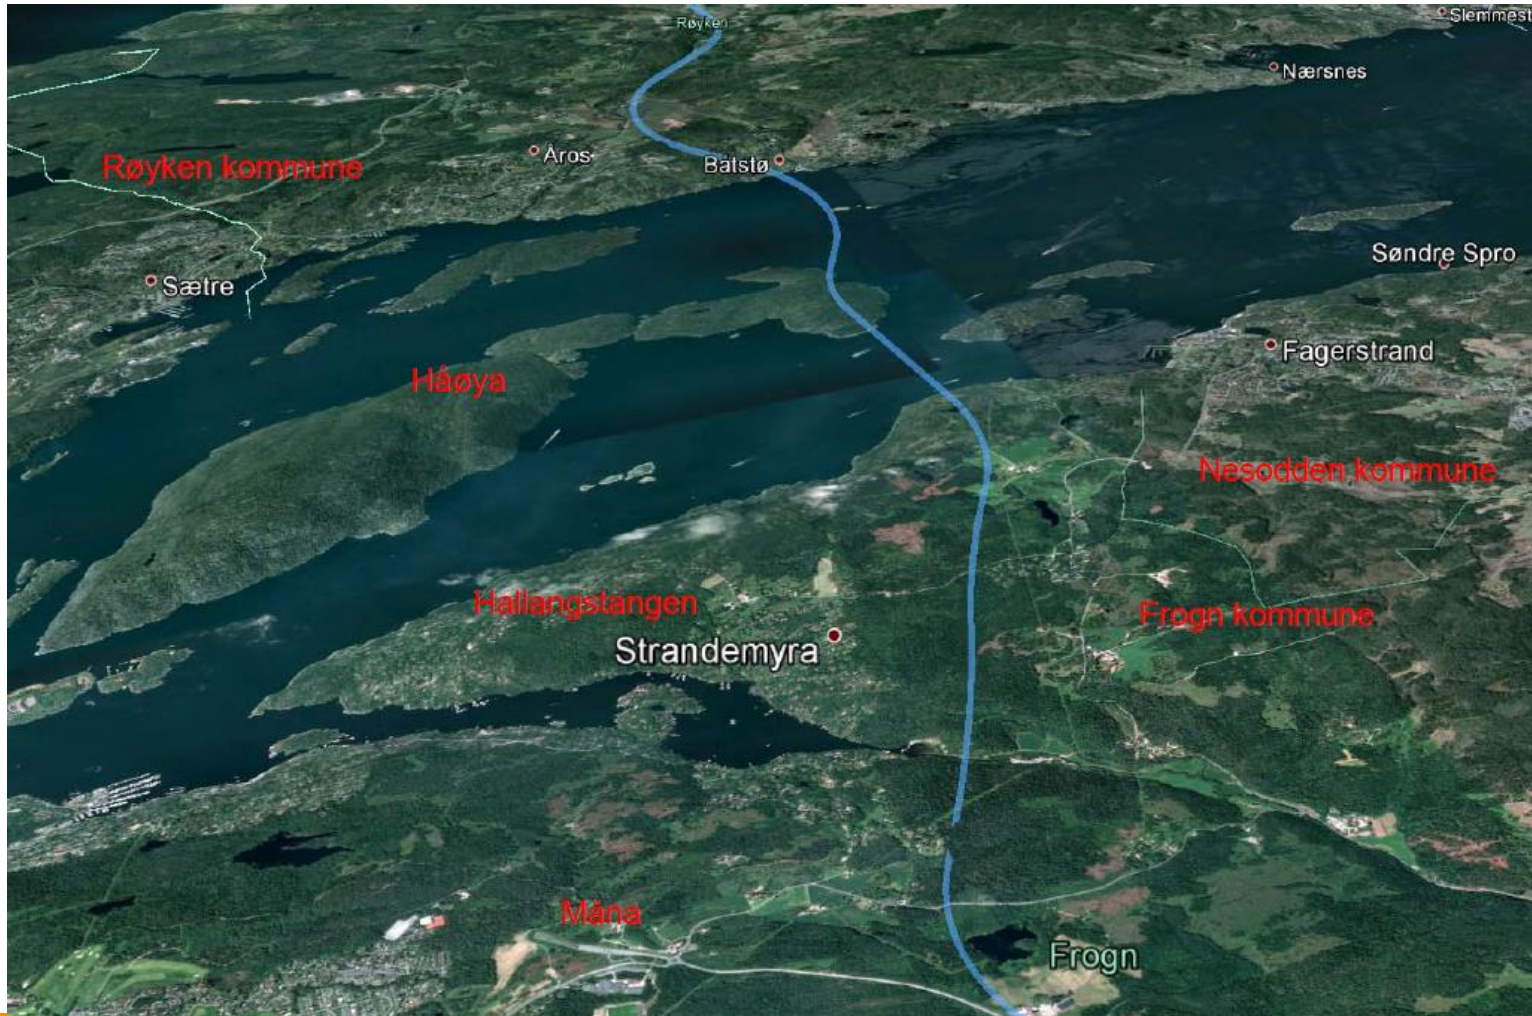 Røyken
Slemmest
Nærsnes
Røyken kommune
Åros
Båtstø
Sætre
Søndre Spro
Fagerstrand
Håøya
Nesodden kommune
Hallangstangen
Frogn kommune
Strandemyra
Måna
Frogn